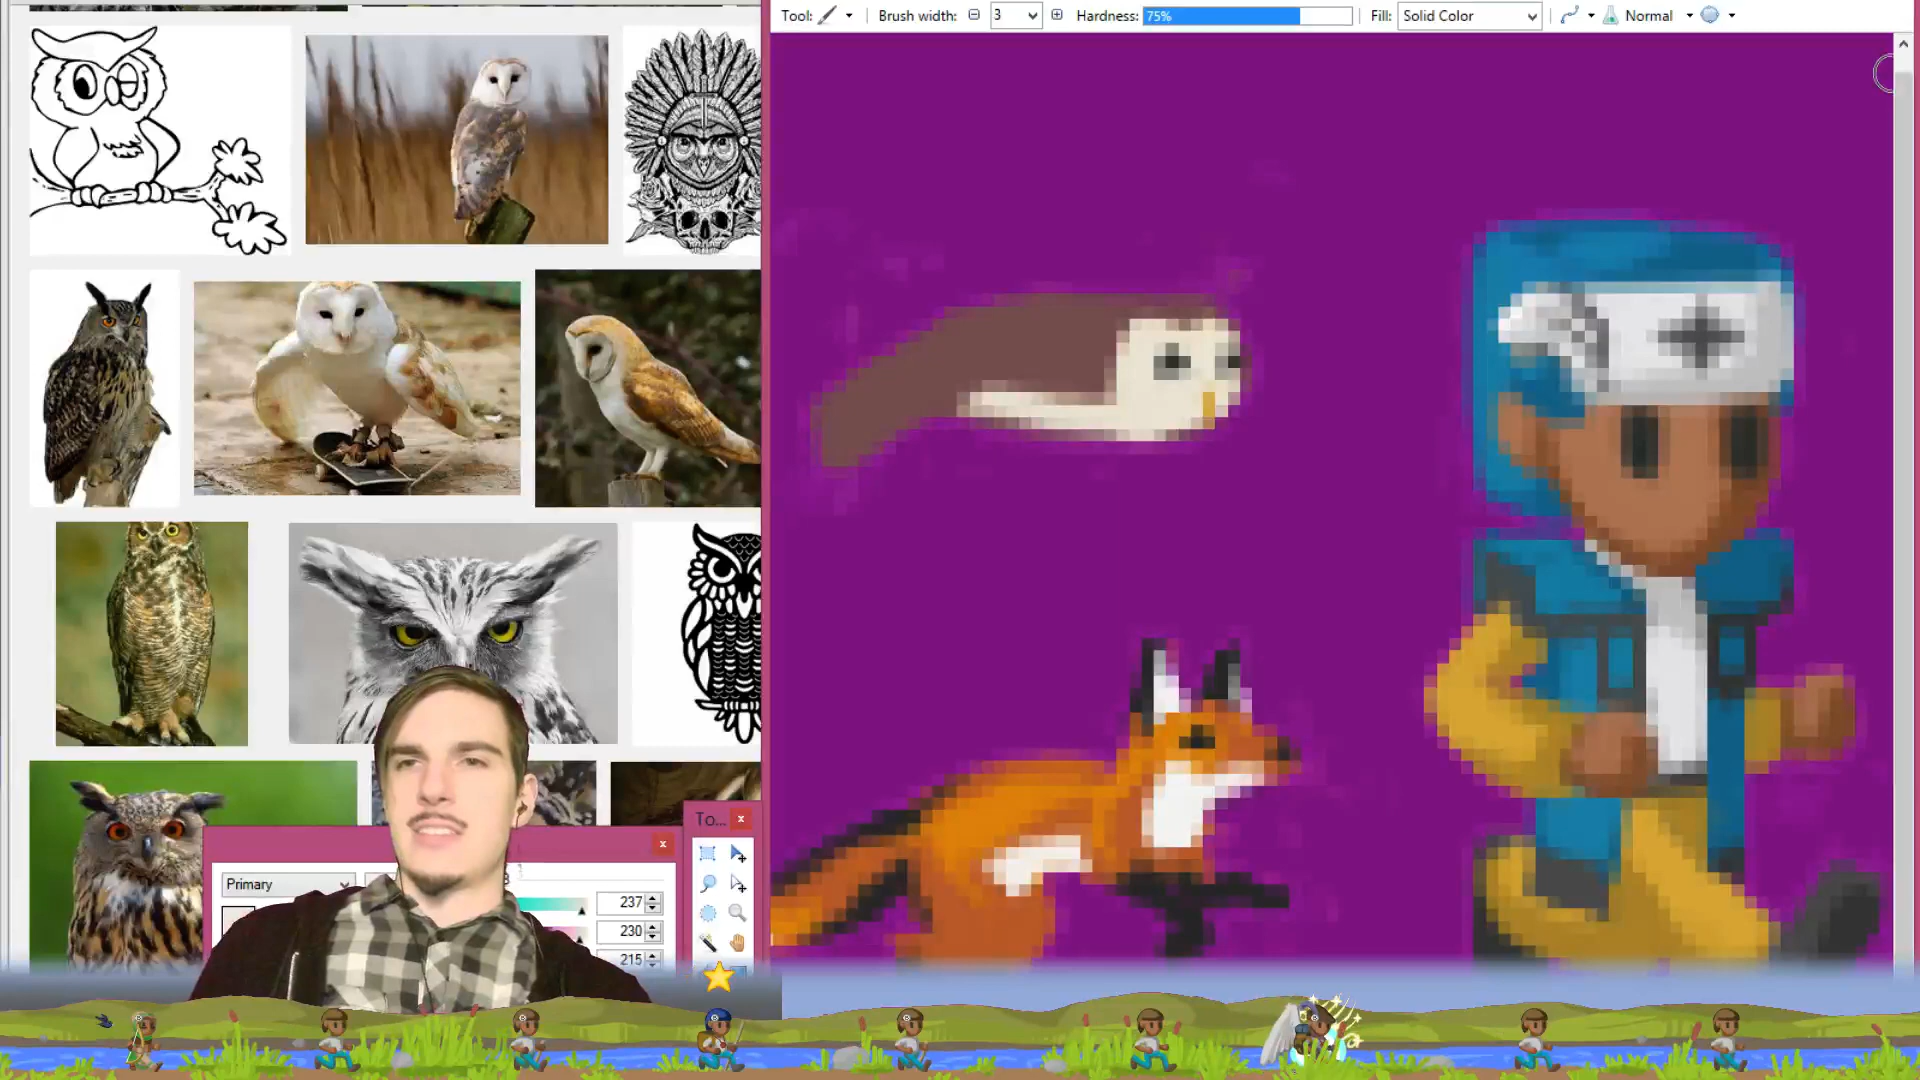 Tool: Brush width: 3 Hardness: 75% Fill: Solid Color Normal
To...
Primary
237
230
215